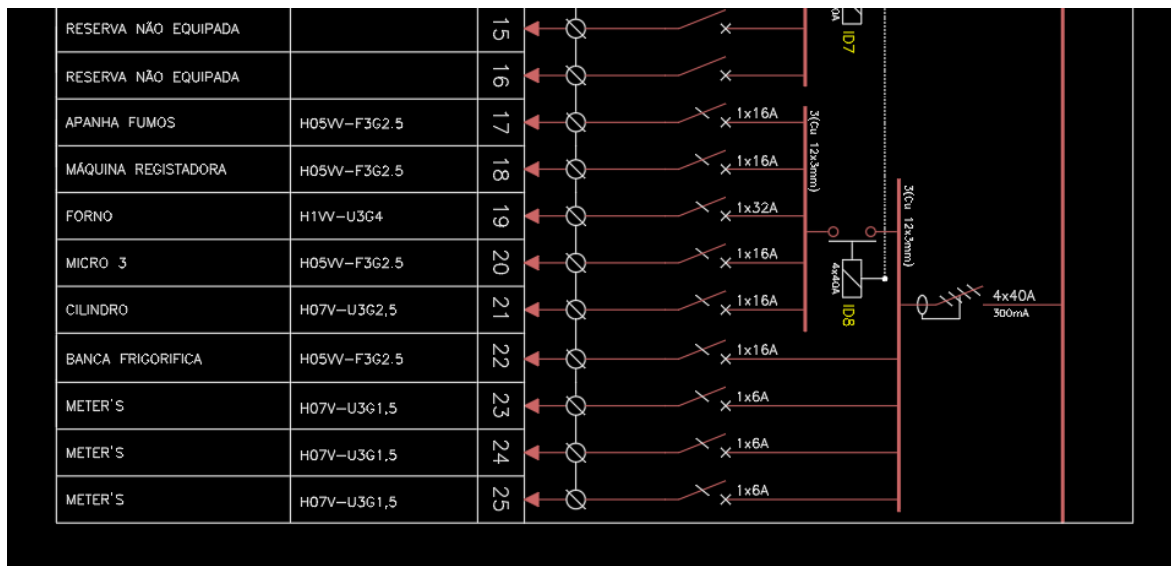 RESERVA NÃO EQUIPADA 15
ID7
RESERVA NÃO EQUIPADA 16
APANHA FUMOS H05VV-F3G2.5 17 1x16A
3(Cu 12x3mm)
MÁQUINA REGISTADORA H05VV-F3G2.5 18 1x16A
3(Cu 12x3mm)
FORNO H1VV-U3G4 19 1x32A
MICRO 3 H05VV-F3G2.5 20 1x16A
4x40A
ID8
CILINDRO H07V-U3G2,5 21 1x16A
4x40A
300mA
BANCA FRIGORIFICA H05VV-F3G2.5 22 1x16A
METER'S H07V-U3G1,5 23 1x6A
METER'S H07V-U3G1,5 24 1x6A
METER'S H07V-U3G1,5 25 1x6A